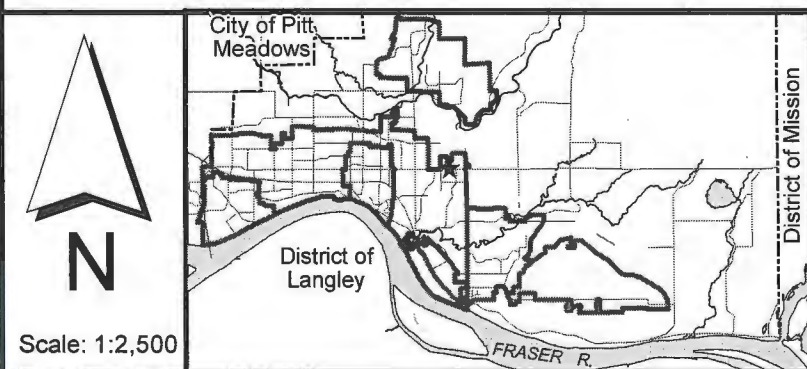 City of Pitt
Meadows
District of Mission
N
District of
Langley
Scale: 1:2,500
FRASER R.